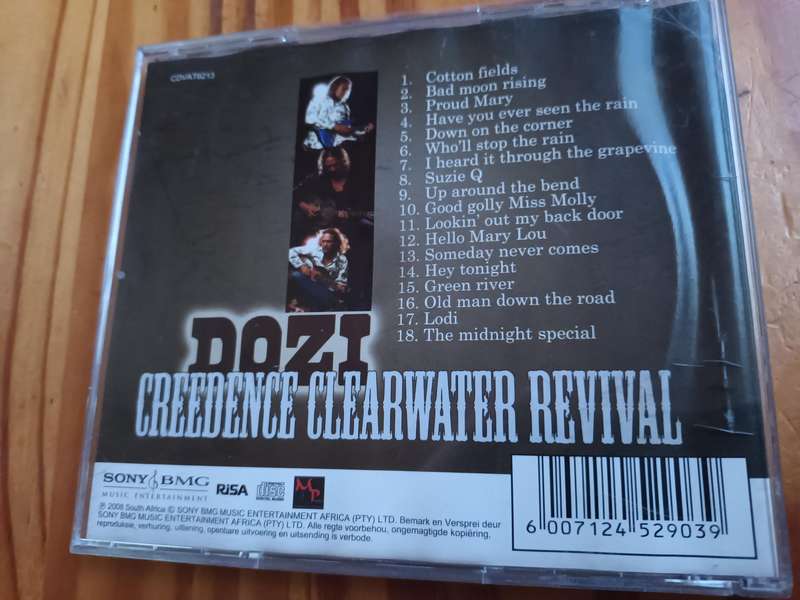 CDVAT6213
1. Cotton fields
2. Bad moon rising
3. Proud Mary
4. Have you ever seen the rain
5. Down on the corner
6. Who'll stop the rain
7. I heard it through the grapevine
8. Suzie Q
9. Up around the bend
10. Good golly Miss Molly
11. Lookin' out my back door
12. Hello Mary Lou
13. Someday never comes
14. Hey tonight
15. Green river
16. Old man down the road
17. Lodi
18. The midnight special
DOZI
CREEDENCE CLEARWATER REVIVAL
SONY BMG
MUSIC ENTERTAINMENT
RiSA
COMPACT
disc
DIGITAL AUDIO
MP
℗ 2008 South Africa © SONY BMG MUSIC ENTERTAINMENT AFRICA (PTY) LTD. Bemark en Versprei deur
SONY BMG MUSIC ENTERTAINMENT AFRICA (PTY) LTD. Alle regte voorbehou, ongemagtigde kopiëring,
reproduksie, verhuring, uitlening, openbare uitvoering en uitsending is verbode.
6 007124 529039